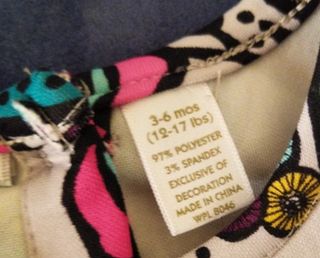 3-6 mos
(12-17 lbs)
97% POLYESTER
3% SPANDEX
EXCLUSIVE OF
DECORATION
MADE IN CHINA
WPL 8046